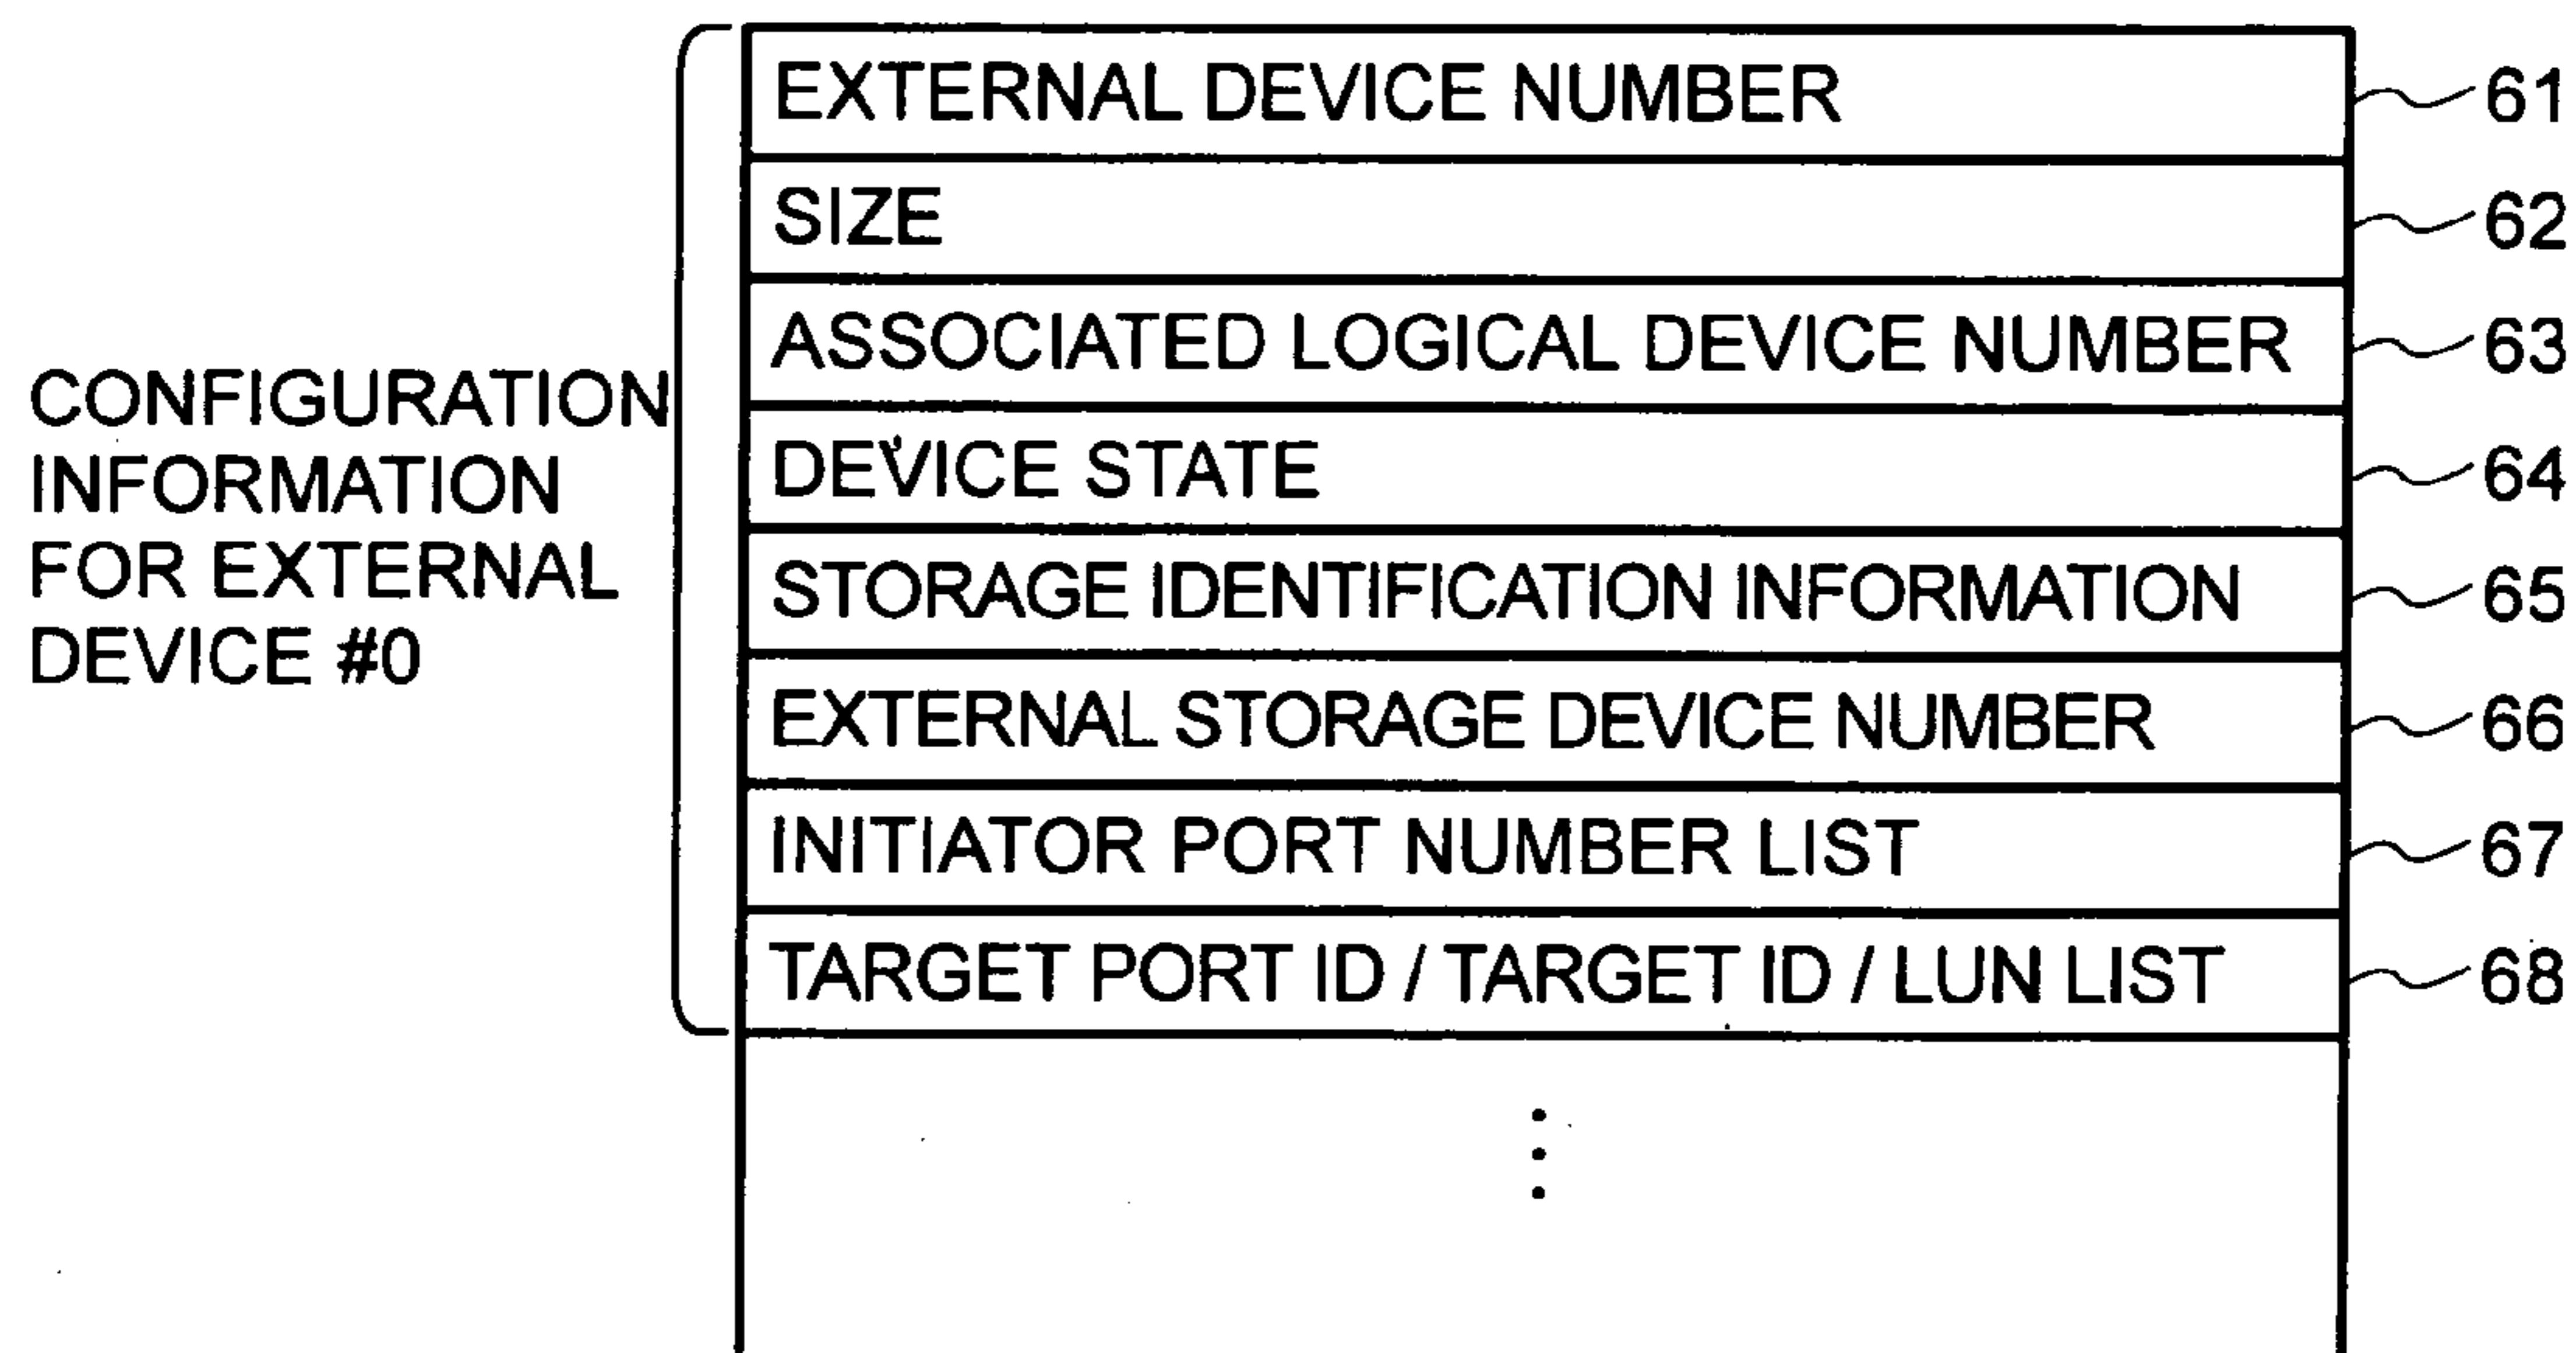 CONFIGURATION
INFORMATION
FOR EXTERNAL
DEVICE #0
EXTERNAL DEVICE NUMBER 61
SIZE 62
ASSOCIATED LOGICAL DEVICE NUMBER 63
DEVICE STATE 64
STORAGE IDENTIFICATION INFORMATION 65
EXTERNAL STORAGE DEVICE NUMBER 66
INITIATOR PORT NUMBER LIST 67
TARGET PORT ID / TARGET ID / LUN LIST 68